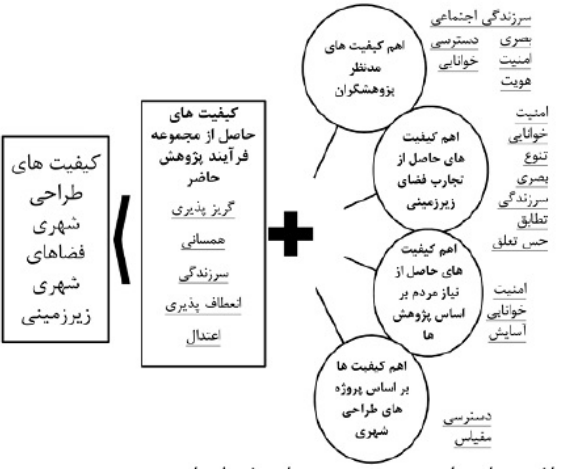 سرزندگی اجتماعی
بصری دسترسی
امنیت خوانایی
هویت
اهم کیفیت های
مدنظر
پزوهشگران
امنیت
خوانایی
تنوع
بصری
سرزندگی
تطابق
حس تعلق
اهم کیفیت
های حاصل از
تجارب فضای
زیرزمینی
اهم کیفیت
های حاصل از
نیاز مردم بر
اساس پژوهش
ها
امنیت
خوانایی
آسایش
اهم کیفیت ها
بر اساس پروژه
های طراحی
شهری
دسترسی
مقیاس
+
کیفیت های
حاصل از مجموعه
فرآیند پژوهش
حاضر
گریز پذیری
همسانی
سرزندگی
انعطاف پذیری
اعتدال
کیفیت های
طراحی
شهری
فضاهای
شهری
زیرزمینی